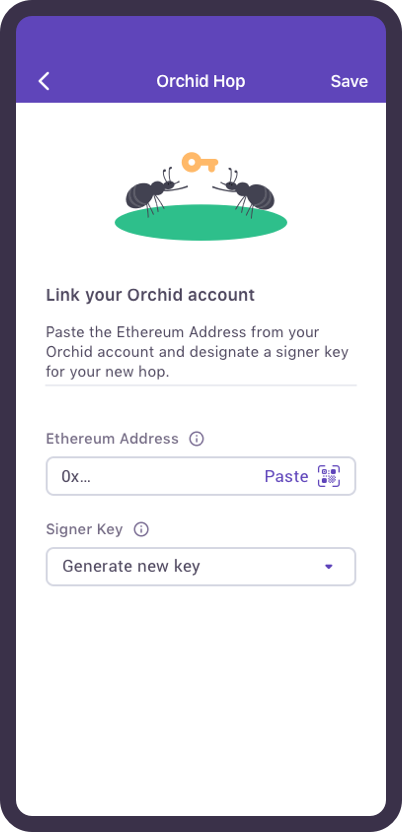 Orchid Hop
Save
Link your Orchid account
Paste the Ethereum Address from your
Orchid account and designate a signer key
for your new hop.
Ethereum Address
0x...
Paste
Signer Key
Generate new key